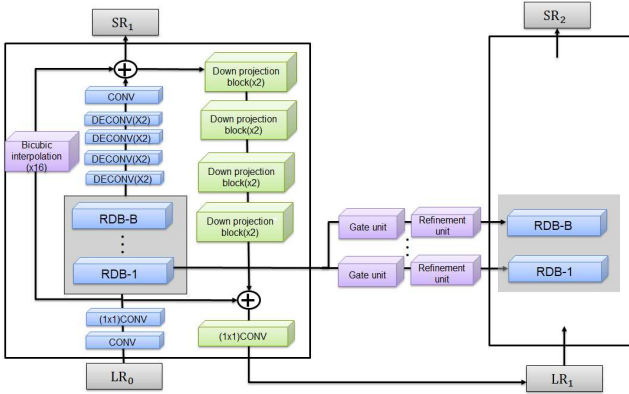 SR1
SR2
Down projection
block(x2)
CONV
DECONV(X2)
Down projection
block(x2)
DECONV(X2)
Bicubic
interpolation
(x16)
DECONV(X2)
DECONV(X2)
Down projection
block(x2)
RDB-B
Down projection
block(x2)
Gate unit
Refinement
unit
RDB-B
RDB-1
Gate unit
Refinement
unit
RDB-1
(1x1)CONV
CONV
(1x1)CONV
LR0
LR1